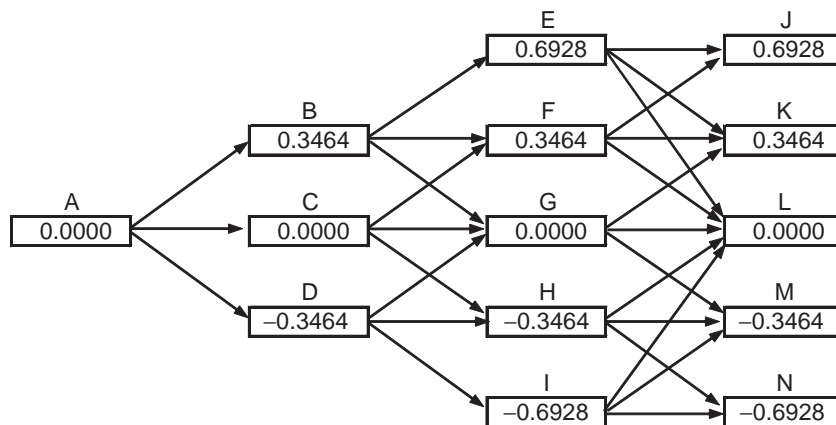 E J
0.6928 0.6928
B F K
0.3464 0.3464 0.3464
A C G L
0.0000 0.0000 0.0000 0.0000
D H M
−0.3464 −0.3464 −0.3464
I N
−0.6928 −0.6928